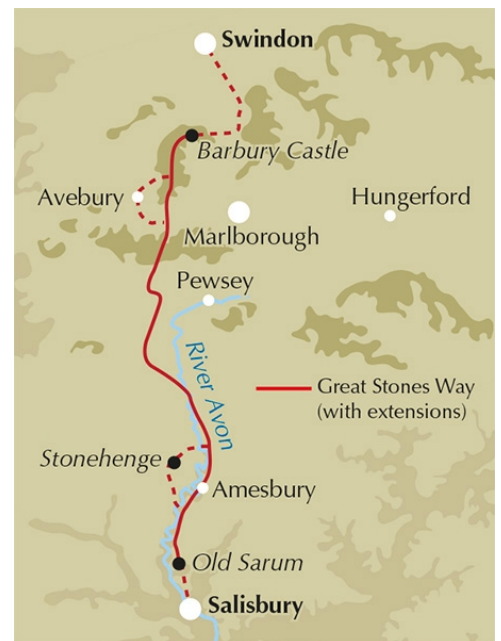 Swindon
Barbury Castle
Avebury
Hungerford
Marlborough
Pewsey
River Avon
Great Stones Way
(with extensions)
Stonehenge
Amesbury
Old Sarum
Salisbury